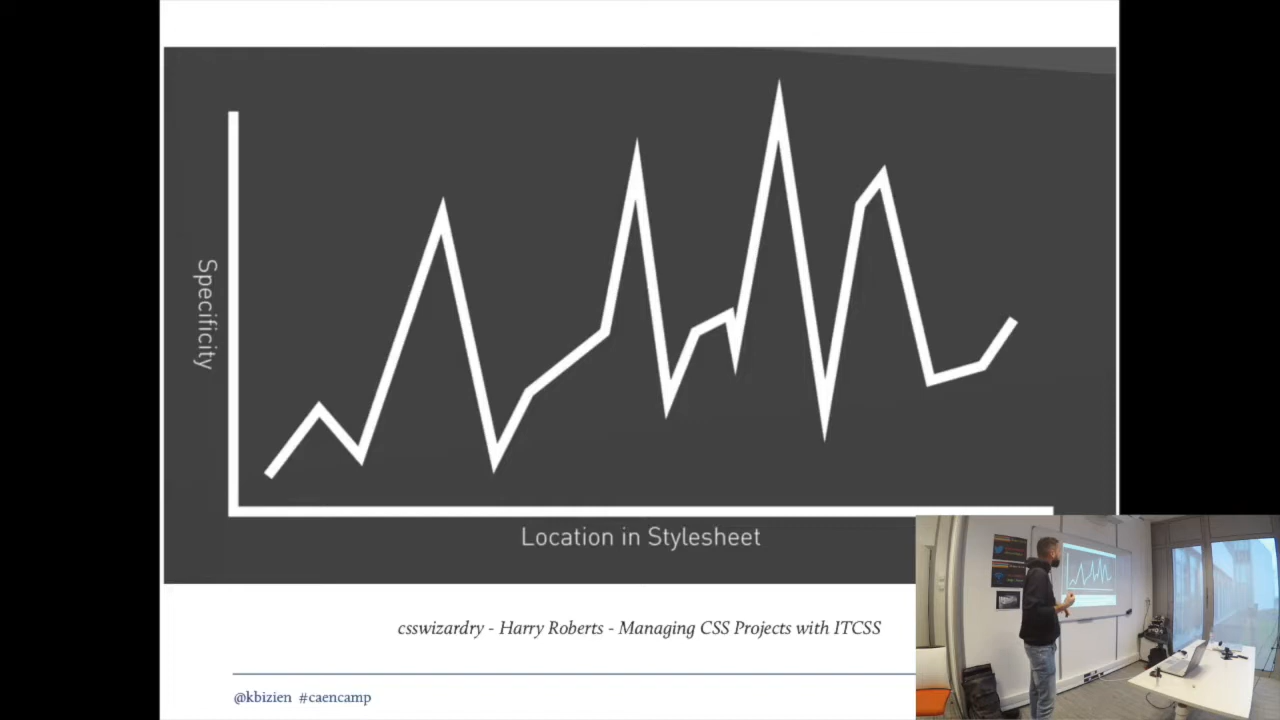 Specificity
Location in Stylesheet
csswizardry - Harry Roberts - Managing CSS Projects with ITCSS
@kbizien #caencamp